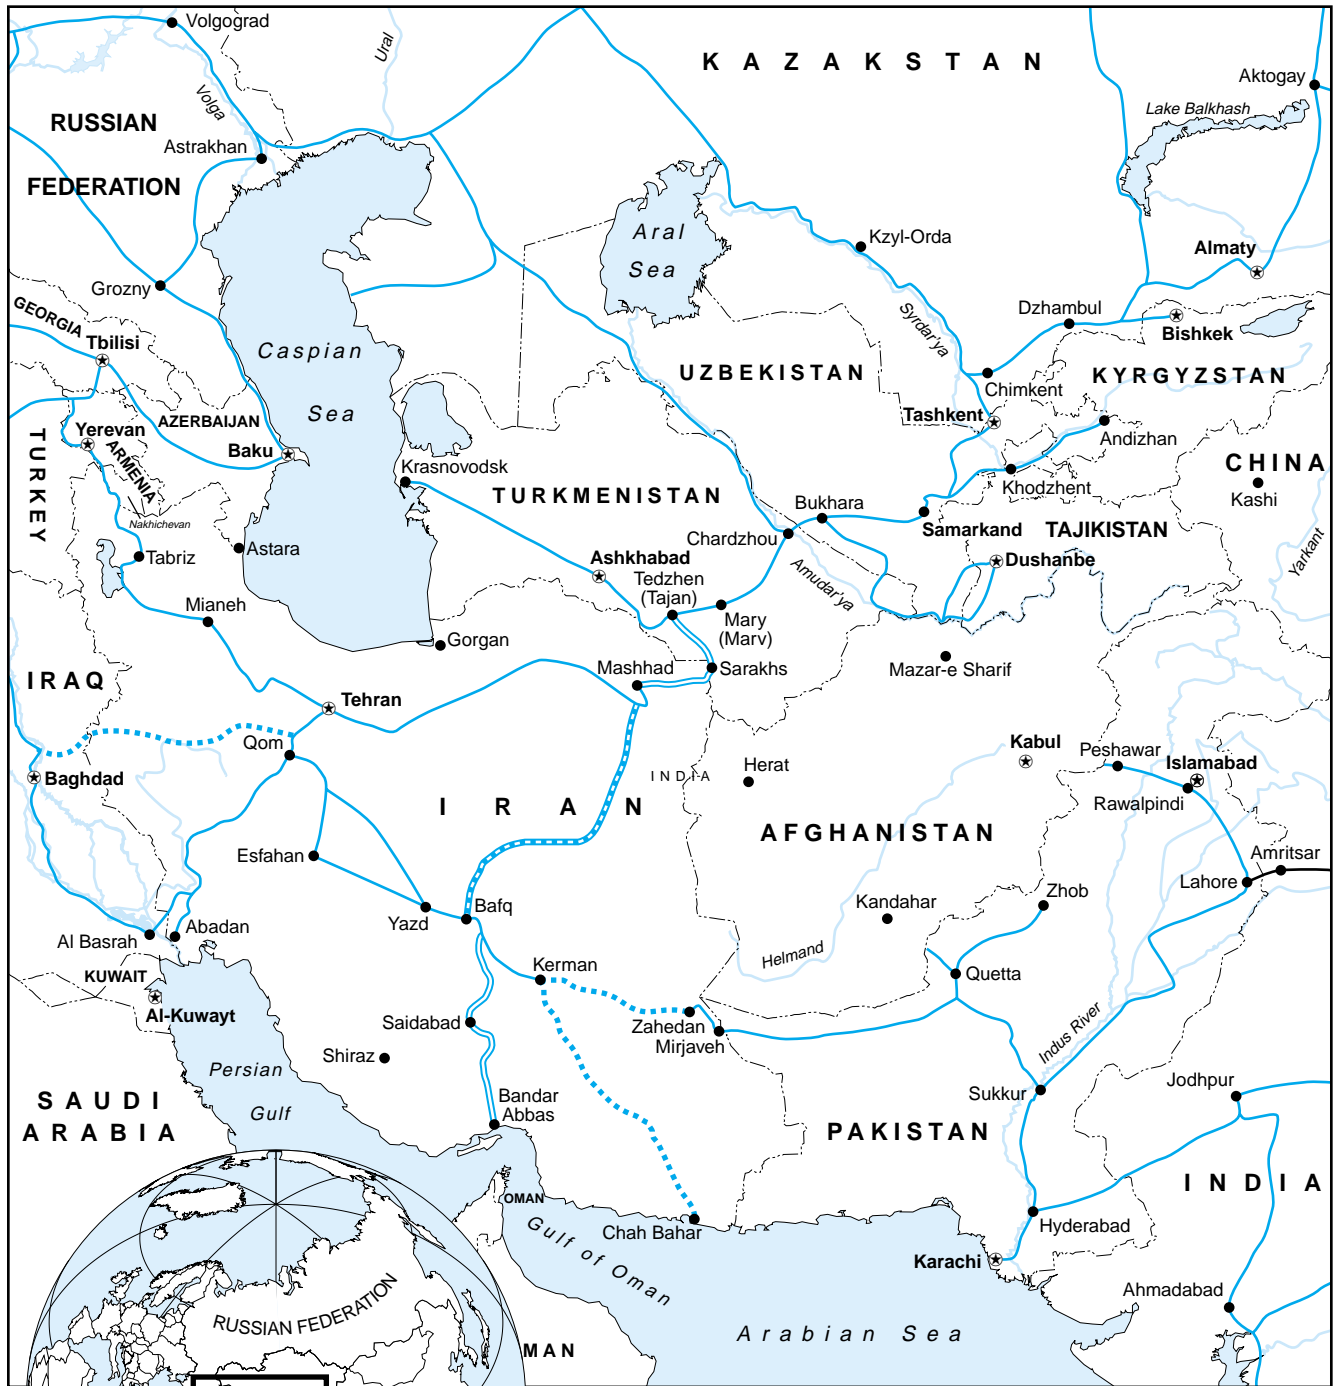 Volgograd
Ural
KAZAKSTAN
Aktogay
Volga
Lake Balkhash
RUSSIAN
FEDERATION
Astrakhan
Aral
Sea
Kzyl-Orda
Almaty
Grozny
GEORGIA
Tbilisi
Syrdar'ya
Dzhambul
Bishkek
Caspian
Sea
UZBEKISTAN
Chimkent
KYRGYZSTAN
Tashkent
Andizhan
TURKEY
Yerevan
ARMENIA
AZERBAIJAN
Baku
Krasnovodsk
Khodzhent
CHINA
Kashi
TURKMENISTAN
Bukhara
Nakhichevan
Chardzhou
Samarkand
TAJIKISTAN
Astara
Tabriz
Ashkhabad
Tedzhen
(Tajan)
Amudar'ya
Dushanbe
Yarkant
Mianeh
Mary
(Marv)
Gorgan
Mashhad
Sarakhs
Mazar-e Sharif
IRAQ
Tehran
Qom
Kabul
Peshawar
Islamabad
Baghdad
INDIA
Herat
Rawalpindi
IRAN
AFGHANISTAN
Esfahan
Amritsar
Lahore
Zhob
Kandahar
Yazd
Bafq
Al Basrah
Abadan
Helmand
KUWAIT
Kerman
Quetta
Al-Kuwayt
Saidabad
Zahedan
Mirjaveh
Indus River
Shiraz
Persian
Gulf
Bandar
Abbas
Sukkur
Jodhpur
SAUDI
ARABIA
PAKISTAN
INDIA
OMAN
Gulf of Oman
Chah Bahar
Hyderabad
Karachi
RUSSIAN FEDERATION
Ahmadabad
MAN
Arabian Sea